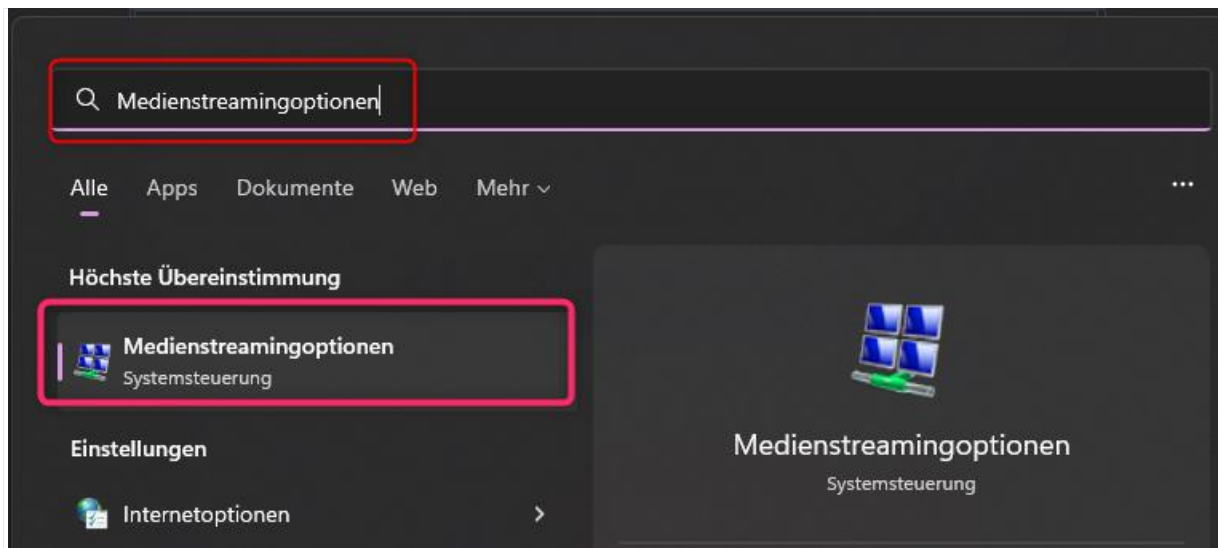 Medienstreamingoptionen
Alle Apps Dokumente Web Mehr
Höchste Übereinstimmung
Medienstreamingoptionen
Systemsteuerung
Einstellungen
Internetoptionen
Medienstreamingoptionen
Systemsteuerung